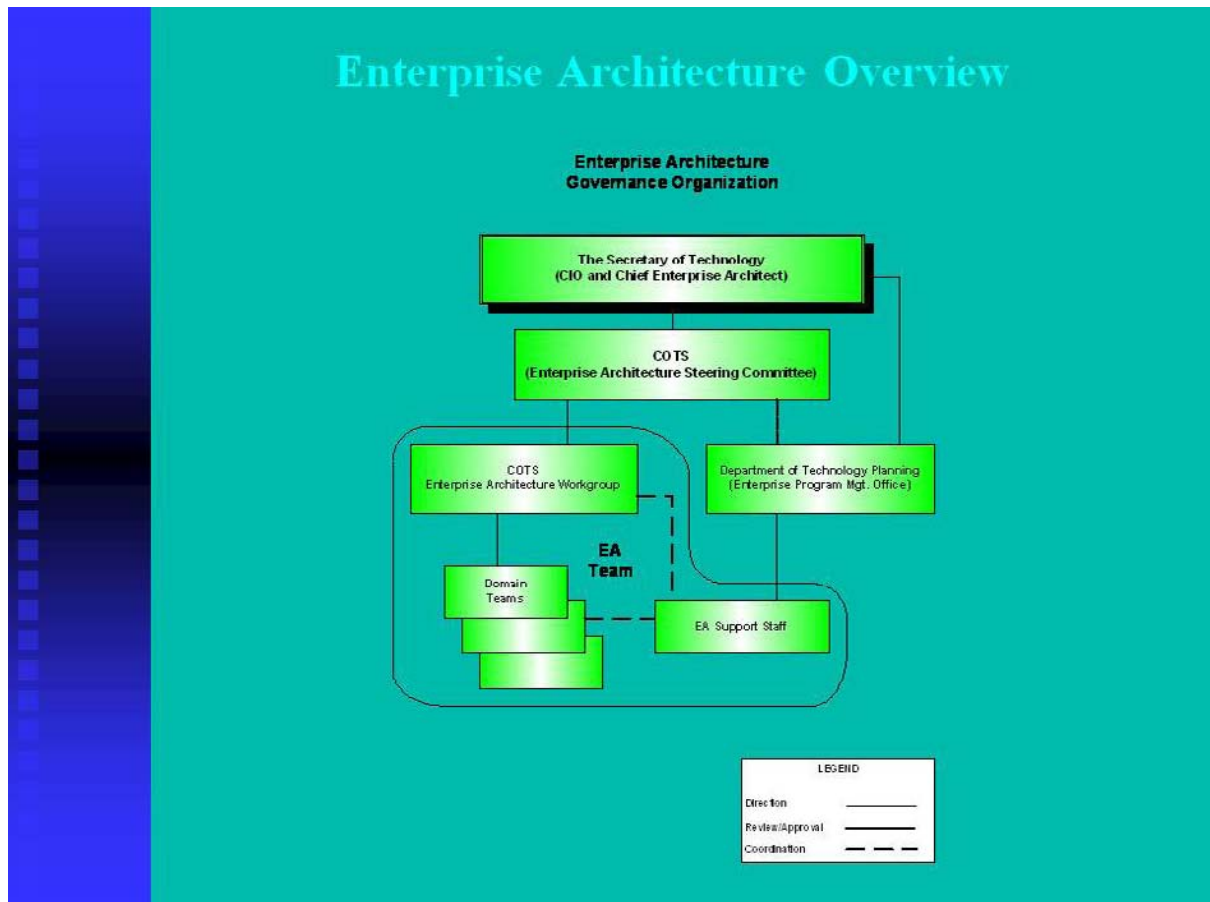 Enterprise Architecture Overview
Enterprise Architecture
Governance Organization
The Secretary of Technology
(CIO and Chief Enterprise Architect)
COTS
(Enterprise Architecture Steering Committee)
COTS
Enterprise Architecture Workgroup
Department of Technology Planning
(Enterprise Program Mgt. Office)
EA
Team
Domain
Teams
EA Support Staff
LEGEND
Direction
Review/Approval
Coordination